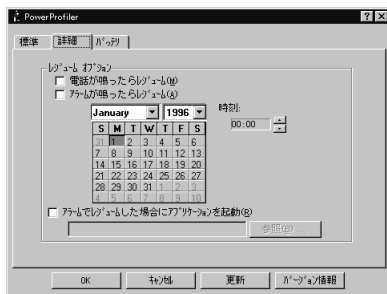 PowerProfiler
標準 詳細 ﾊﾞｯﾃﾘ
ﾚｼﾞｭｰﾑ ｵﾌﾟｼｮﾝ
電話が鳴ったらﾚｼﾞｭｰﾑ(M)
ｱﾗｰﾑが鳴ったらﾚｼﾞｭｰﾑ(A)
January 1996 時刻:
S M T W T F S 00:00
31 1 2 3 4 5 6
7 8 9 10 11 12 13
14 15 16 17 18 19 20
21 22 23 24 25 26 27
28 29 30 31 1 2 3
4 5 6 7 8 9 10
ｱﾗｰﾑでﾚｼﾞｭｰﾑした場合にｱﾌﾟﾘｹｰｼｮﾝを起動(R)
参照(B)...
OK ｷｬﾝｾﾙ 更新 ﾊﾞｰｼﾞｮﾝ情報